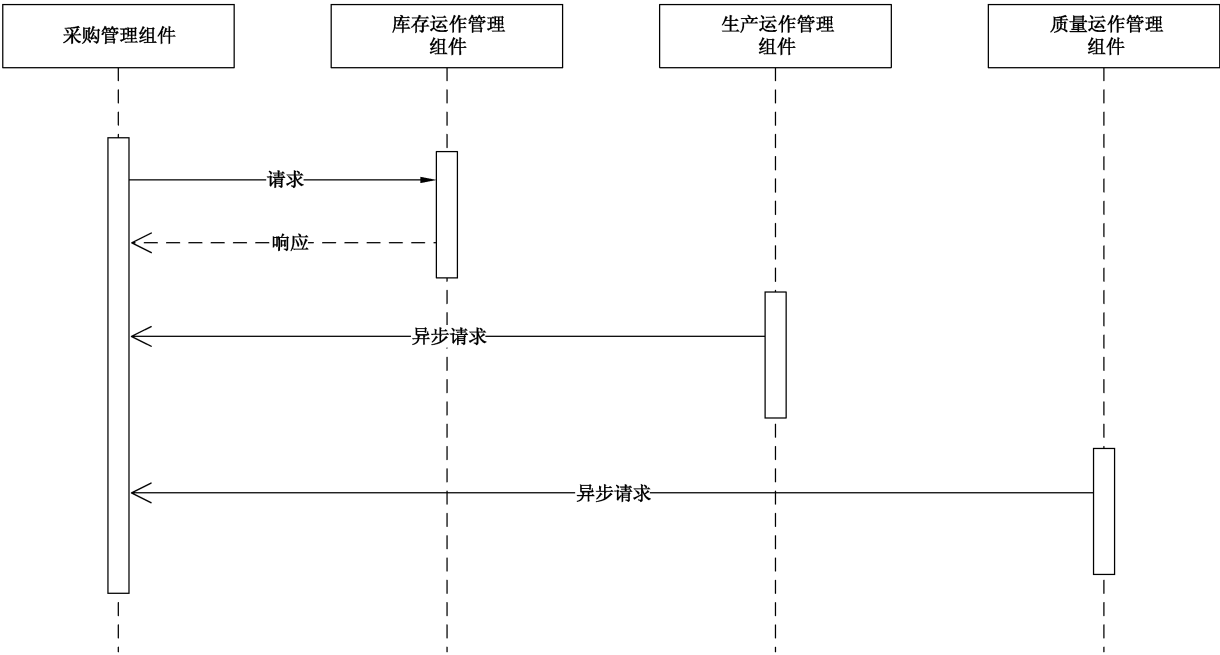 采购管理组件
库存运作管理
组件
生产运作管理
组件
质量运作管理
组件
请求
响应
异步请求
异步请求